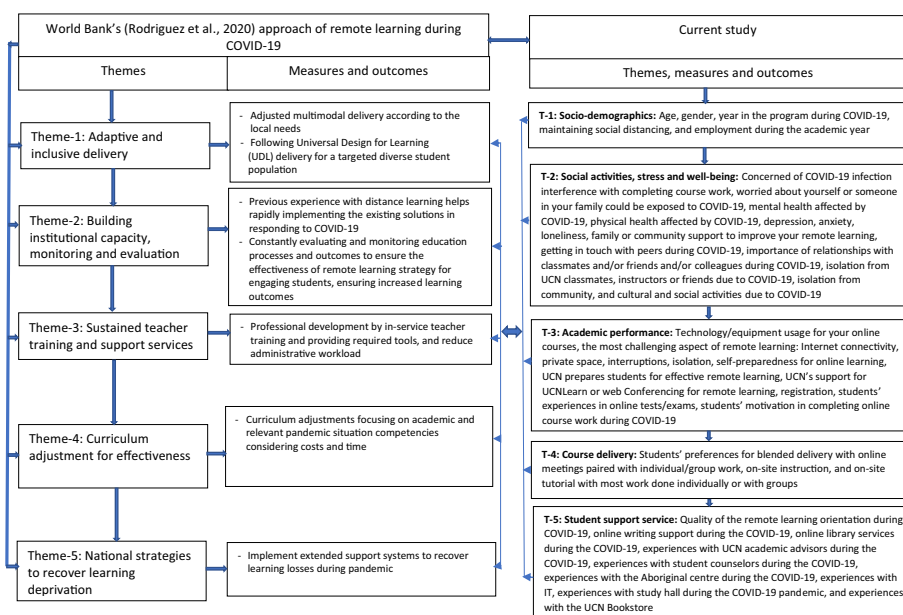 World Bank's (Rodriguez et al., 2020) approach of remote learning during
COVID-19
Current study
Themes
Measures and outcomes
Themes, measures and outcomes
Theme-1: Adaptive and
inclusive delivery
- Adjusted multimodal delivery according to the
local needs
- Following Universal Design for Learning
(UDL) delivery for a targeted diverse student
population
Theme-2: Building
institutional capacity,
monitoring and evaluation
- Previous experience with distance learning helps
rapidly implementing the existing solutions in
responding to COVID-19
- Constantly evaluating and monitoring education
processes and outcomes to ensure the
effectiveness of remote learning strategy for
engaging students, ensuring increased learning
outcomes
Theme-3: Sustained teacher
training and support services
- Professional development by in-service teacher
training and providing required tools, and reduce
administrative workload
Theme-4: Curriculum
adjustment for effectiveness
- Curriculum adjustments focusing on academic and
relevant pandemic situation competencies
considering costs and time
Theme-5: National strategies
to recover learning
deprivation
- Implement extended support systems to recover
learning losses during pandemic
T-1: Socio-demographics: Age, gender, year in the program during COVID-19,
maintaining social distancing, and employment during the academic year
T-2: Social activities, stress and well-being: Concerned of COVID-19 infection
interference with completing course work, worried about yourself or someone
in your family could be exposed to COVID-19, mental health affected by
COVID-19, physical health affected by COVID-19, depression, anxiety,
loneliness, family or community support to improve your remote learning,
getting in touch with peers during COVID-19, importance of relationships with
classmates and/or friends and/or colleagues during COVID-19, isolation from
UCN classmates, instructors or friends due to COVID-19, isolation from
community, and cultural and social activities due to COVID-19
T-3: Academic performance: Technology/equipment usage for your online
courses, the most challenging aspect of remote learning: Internet connectivity,
private space, interruptions, isolation, self-preparedness for online learning,
UCN prepares students for effective remote learning, UCN's support for
UCNLearn or web Conferencing for remote learning, registration, students'
experiences in online tests/exams, students' motivation in completing online
course work during COVID-19
T-4: Course delivery: Students' preferences for blended delivery with online
meetings paired with individual/group work, on-site instruction, and on-site
tutorial with most work done individually or with groups
T-5: Student support service: Quality of the remote learning orientation during
COVID-19, online writing support during the COVID-19, online library services
during the COVID-19, experiences with UCN academic advisors during the
COVID-19, experiences with student counselors during the COVID-19,
experiences with the Aboriginal centre during the COVID-19, experiences with
IT, experiences with study hall during the COVID-19 pandemic, and experiences
with the UCN Bookstore